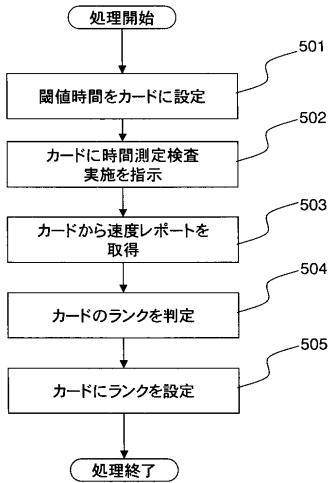 処理開始
501
閾値時間をカードに設定
502
カードに時間測定検査
実施を指示
503
カードから速度レポートを
取得
504
カードのランクを判定
505
カードにランクを設定
処理終了